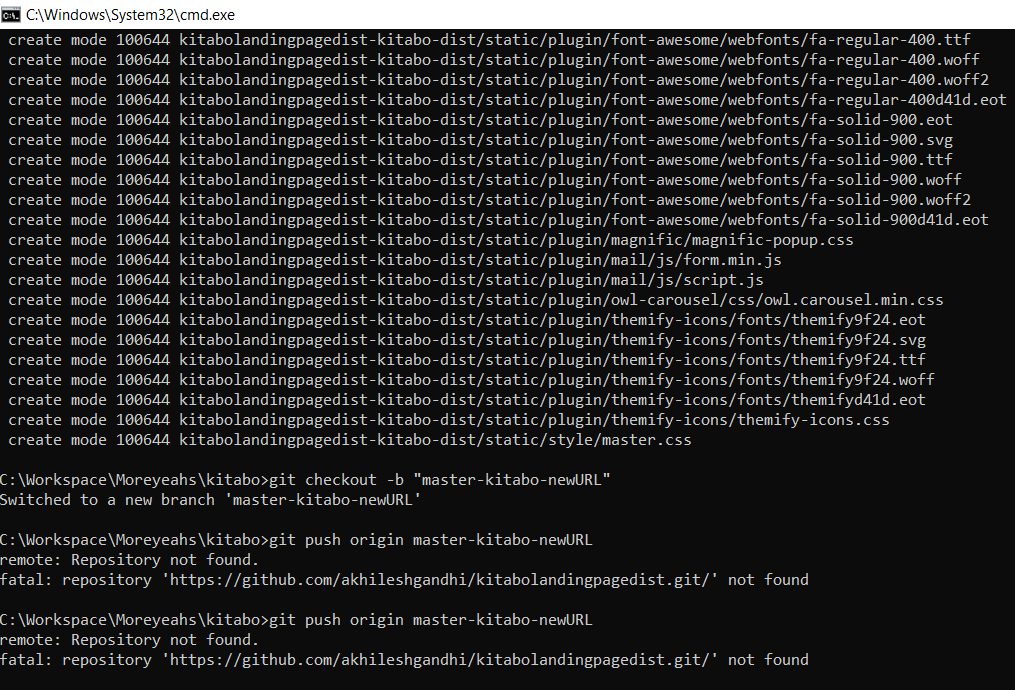 C:\Windows\System32\cmd.exe
create mode 100644 kitabolandingpagedist-kitabo-dist/static/plugin/font-awesome/webfonts/fa-regular-400.ttf
create mode 100644 kitabolandingpagedist-kitabo-dist/static/plugin/font-awesome/webfonts/fa-regular-400.woff
create mode 100644 kitabolandingpagedist-kitabo-dist/static/plugin/font-awesome/webfonts/fa-regular-400.woff2
create mode 100644 kitabolandingpagedist-kitabo-dist/static/plugin/font-awesome/webfonts/fa-regular-400d41d.eot
create mode 100644 kitabolandingpagedist-kitabo-dist/static/plugin/font-awesome/webfonts/fa-solid-900.eot
create mode 100644 kitabolandingpagedist-kitabo-dist/static/plugin/font-awesome/webfonts/fa-solid-900.svg
create mode 100644 kitabolandingpagedist-kitabo-dist/static/plugin/font-awesome/webfonts/fa-solid-900.ttf
create mode 100644 kitabolandingpagedist-kitabo-dist/static/plugin/font-awesome/webfonts/fa-solid-900.woff
create mode 100644 kitabolandingpagedist-kitabo-dist/static/plugin/font-awesome/webfonts/fa-solid-900.woff2
create mode 100644 kitabolandingpagedist-kitabo-dist/static/plugin/font-awesome/webfonts/fa-solid-900d41d.eot
create mode 100644 kitabolandingpagedist-kitabo-dist/static/plugin/magnific/magnific-popup.css
create mode 100644 kitabolandingpagedist-kitabo-dist/static/plugin/mail/js/form.min.js
create mode 100644 kitabolandingpagedist-kitabo-dist/static/plugin/mail/js/script.js
create mode 100644 kitabolandingpagedist-kitabo-dist/static/plugin/owl-carousel/css/owl.carousel.min.css
create mode 100644 kitabolandingpagedist-kitabo-dist/static/plugin/themify-icons/fonts/themify9f24.eot
create mode 100644 kitabolandingpagedist-kitabo-dist/static/plugin/themify-icons/fonts/themify9f24.svg
create mode 100644 kitabolandingpagedist-kitabo-dist/static/plugin/themify-icons/fonts/themify9f24.ttf
create mode 100644 kitabolandingpagedist-kitabo-dist/static/plugin/themify-icons/fonts/themify9f24.woff
create mode 100644 kitabolandingpagedist-kitabo-dist/static/plugin/themify-icons/fonts/themifyd41d.eot
create mode 100644 kitabolandingpagedist-kitabo-dist/static/plugin/themify-icons/themify-icons.css
create mode 100644 kitabolandingpagedist-kitabo-dist/static/style/master.css
C:\Workspace\Moreyeahs\kitabo>git checkout -b "master-kitabo-newURL"
Switched to a new branch 'master-kitabo-newURL'
C:\Workspace\Moreyeahs\kitabo>git push origin master-kitabo-newURL
remote: Repository not found.
fatal: repository 'https://github.com/akhileshgandhi/kitabolandingpagedist.git/' not found
C:\Workspace\Moreyeahs\kitabo>git push origin master-kitabo-newURL
remote: Repository not found.
fatal: repository 'https://github.com/akhileshgandhi/kitabolandingpagedist.git/' not found